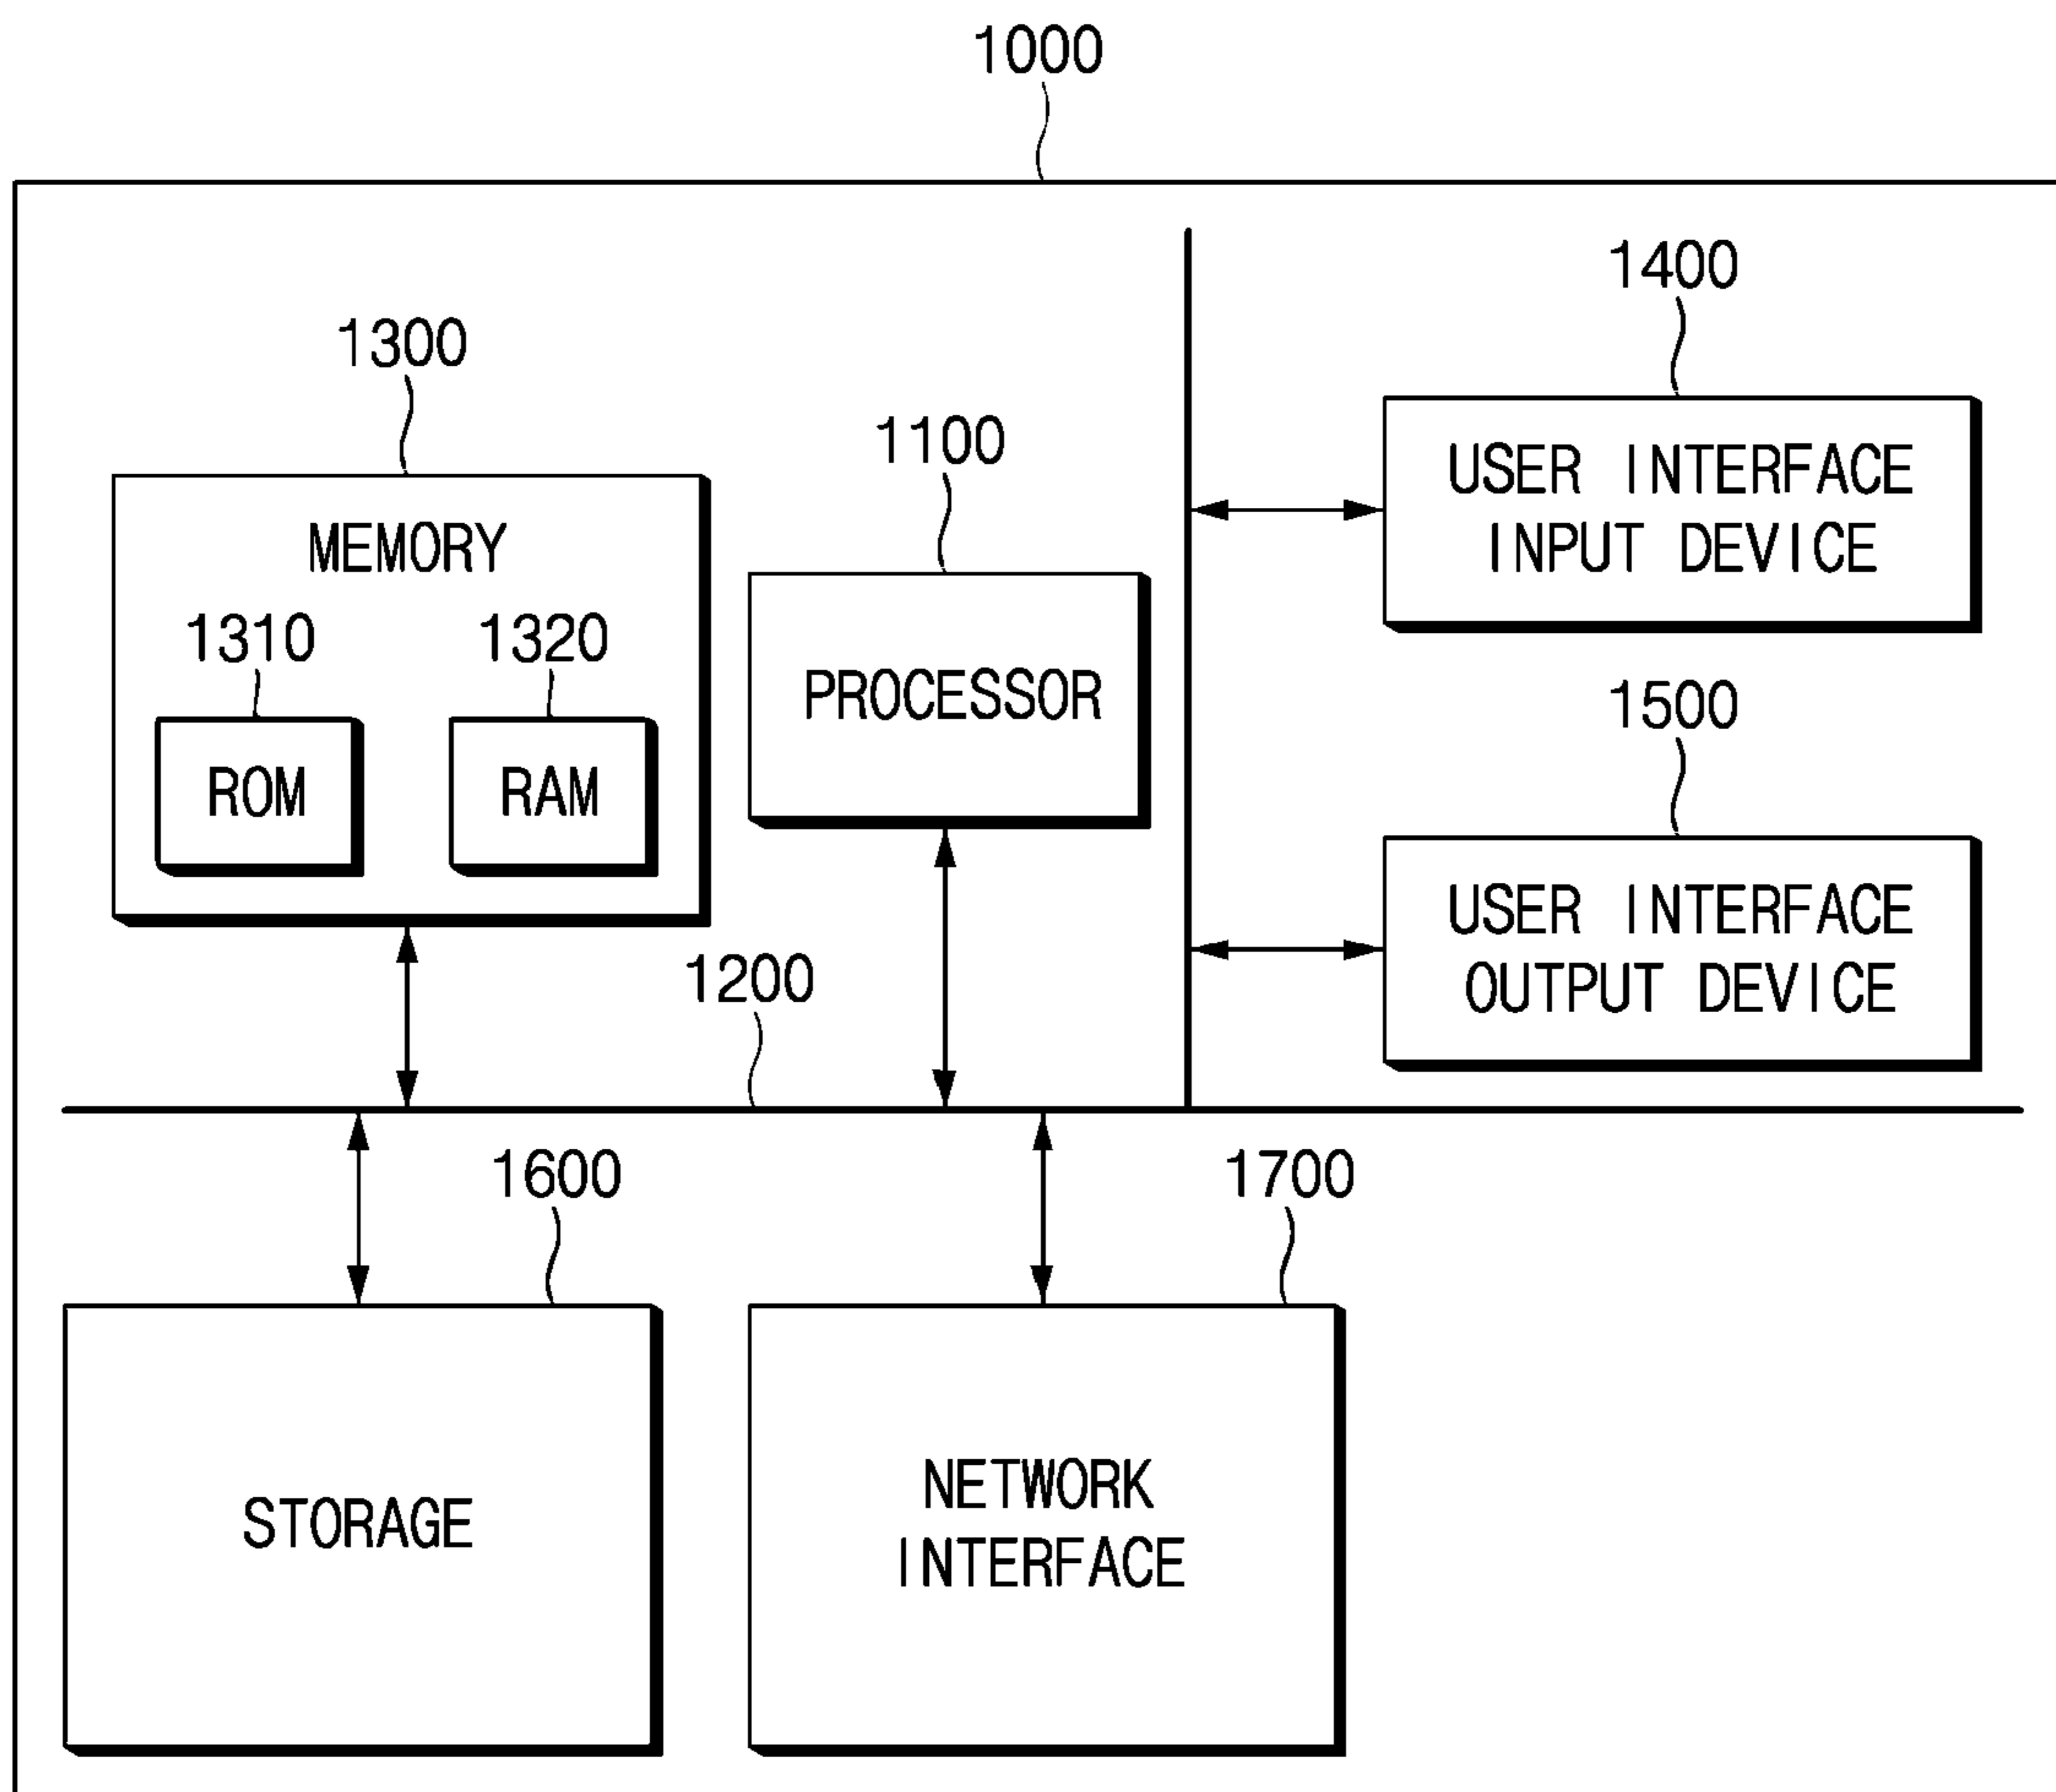 1000
1400
1300
1100
USER INTERFACE
INPUT DEVICE
MEMORY
1310
1320
PROCESSOR
1500
ROM
RAM
USER INTERFACE
OUTPUT DEVICE
1200
1600
1700
STORAGE
NETWORK
INTERFACE